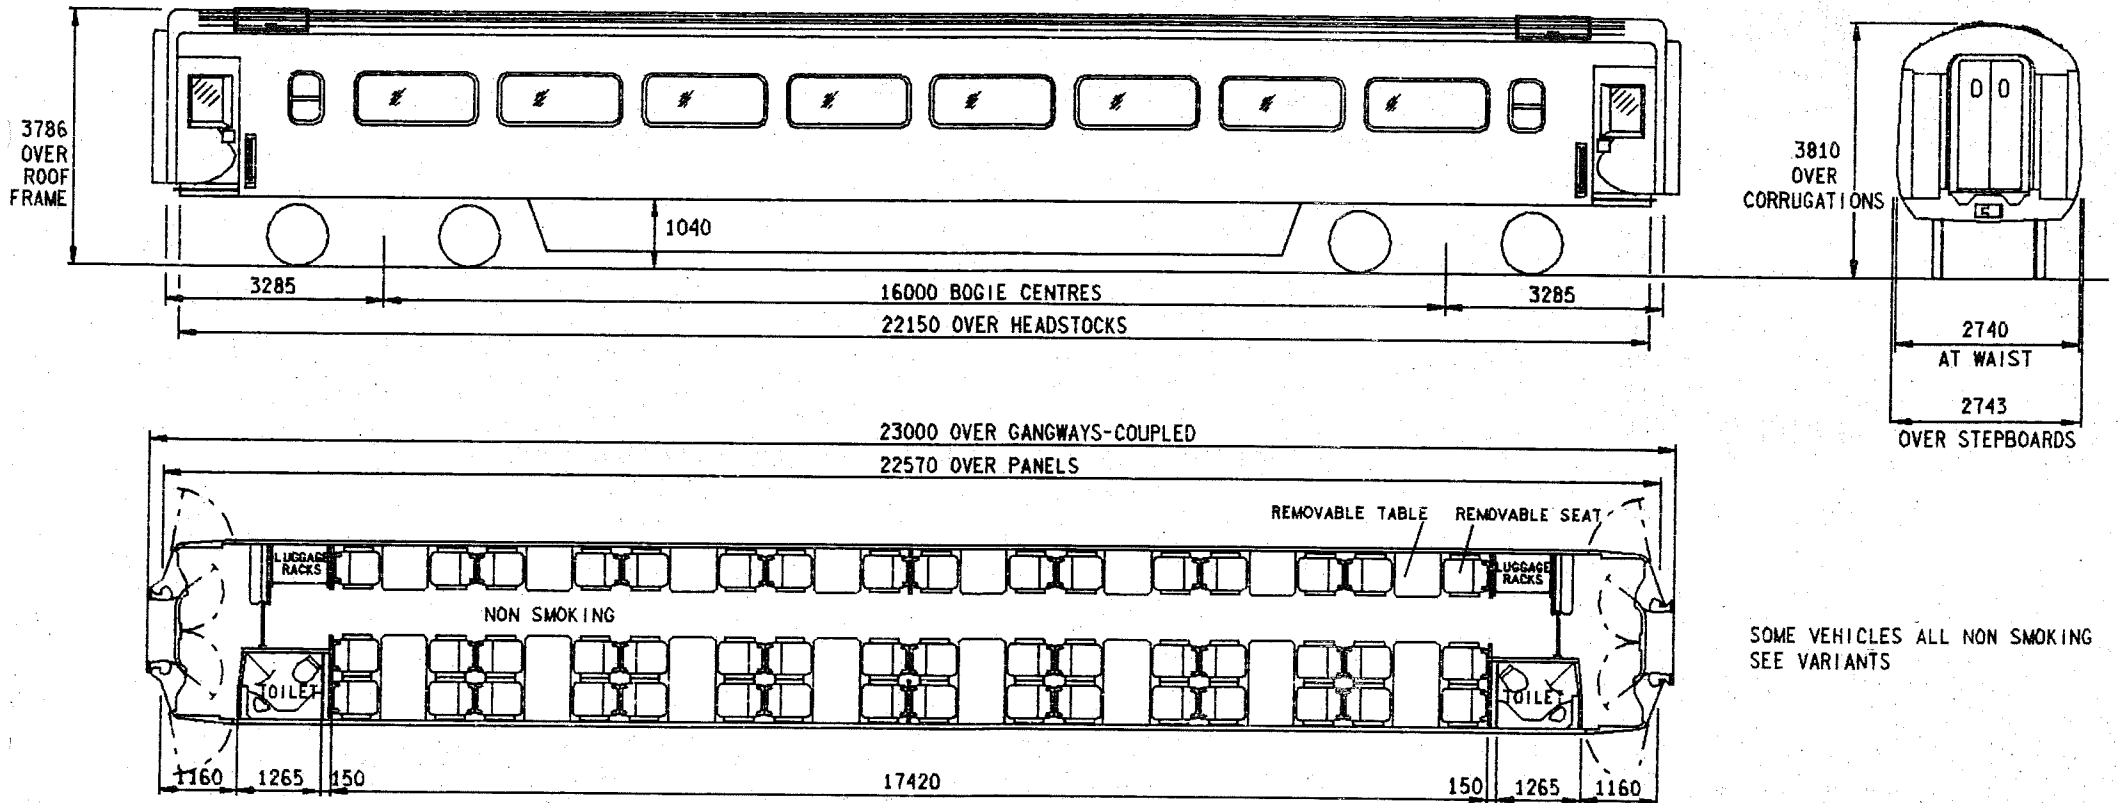 3786
OVER
ROOF
FRAME
1040
3285
16000 BOGIE CENTRES
3285
22150 OVER HEADSTOCKS
3810
OVER
CORRUGATIONS
2740
AT WAIST
2743
OVER STEPBOARDS
23000 OVER GANGWAYS-COUPLED
22570 OVER PANELS
REMOVABLE TABLE
REMOVABLE SEAT
LUGGAGE
RACKS
LUGGAGE
RACKS
NON SMOKING
TOILET
TOILET
SOME VEHICLES ALL NON SMOKING
SEE VARIANTS
1160
1265
150
17420
150
1265
1160